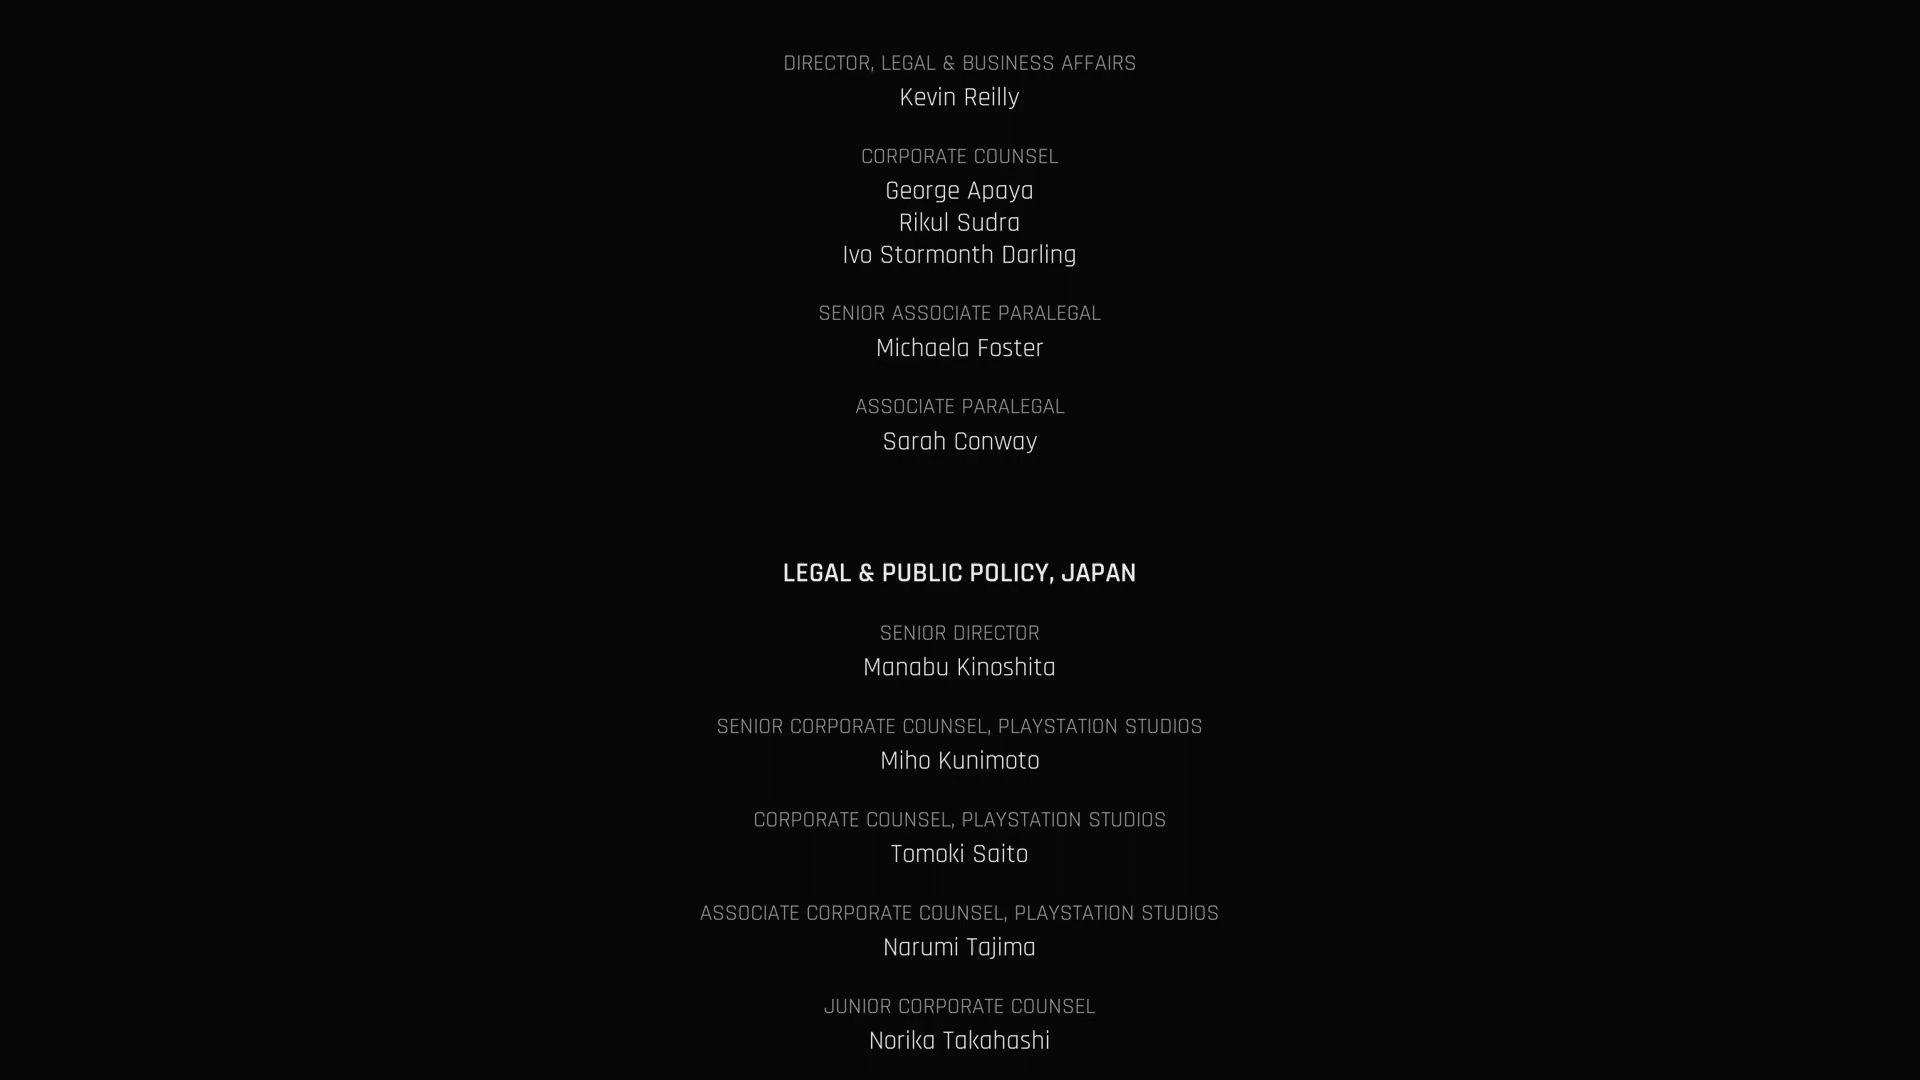 DIRECTOR, LEGAL & BUSINESS AFFAIRS
Kevin Reilly
CORPORATE COUNSEL
George Apaya
Rikul Sudra
Ivo Stormonth Darling
SENIOR ASSOCIATE PARALEGAL
Michaela Foster
ASSOCIATE PARALEGAL
Sarah Conway
LEGAL & PUBLIC POLICY, JAPAN
SENIOR DIRECTOR
Manabu Kinoshita
SENIOR CORPORATE COUNSEL, PLAYSTATION STUDIOS
Miho Kunimoto
CORPORATE COUNSEL, PLAYSTATION STUDIOS
Tomoki Saito
ASSOCIATE CORPORATE COUNSEL, PLAYSTATION STUDIOS
Narumi Tajima
JUNIOR CORPORATE COUNSEL
Norika Takahashi